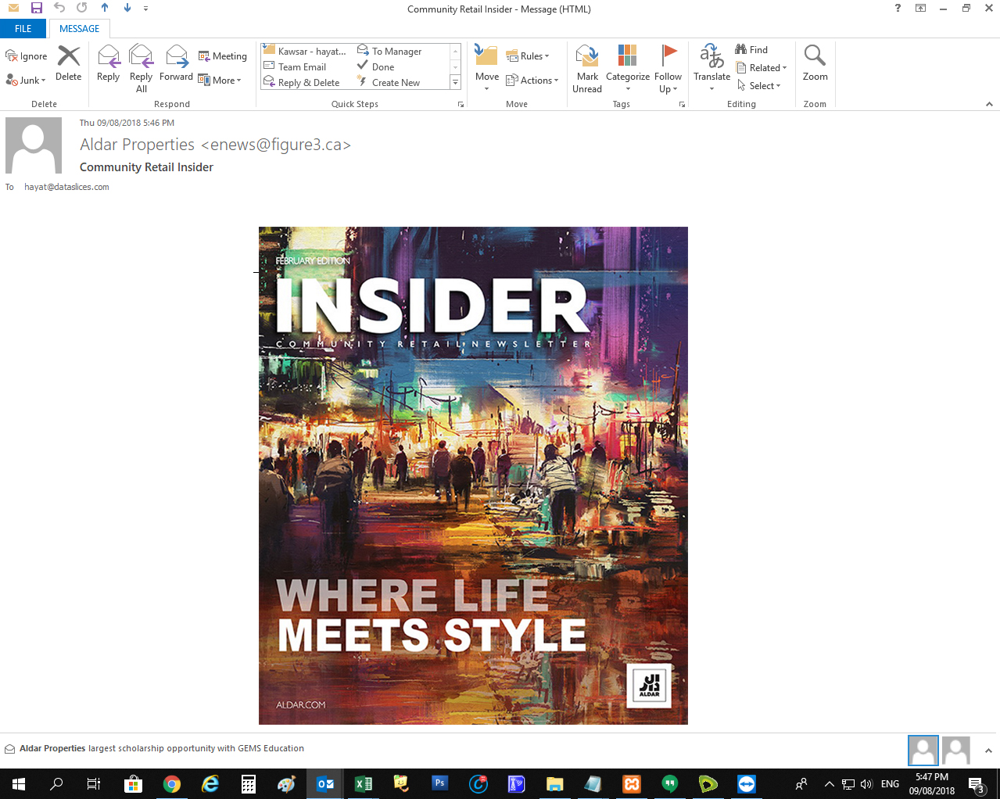 Community Retail Insider - Message (HTML)
FILE
MESSAGE
Ignore
Junk
Delete
Delete
Reply
Reply All
Forward
Meeting
More
Respond
Kawsar - hayat...
Team Email
Reply & Delete
To Manager
Done
Create New
Quick Steps
Move
Rules
Actions
Move
Mark Unread
Categorize
Follow Up
Tags
Translate
Find
Related
Select
Editing
Zoom
Zoom
Thu 09/08/2018 5:46 PM
Aldar Properties <enews@figure3.ca>
Community Retail Insider
To hayat@dataslices.com
FEBRUARY EDITION
INSIDER
COMMUNITY RETAIL NEWSLETTER
WHERE LIFE
MEETS STYLE
ALDAR
ALDAR.COM
Aldar Properties largest scholarship opportunity with GEMS Education
Ps
ENG
5:47 PM
09/08/2018
3